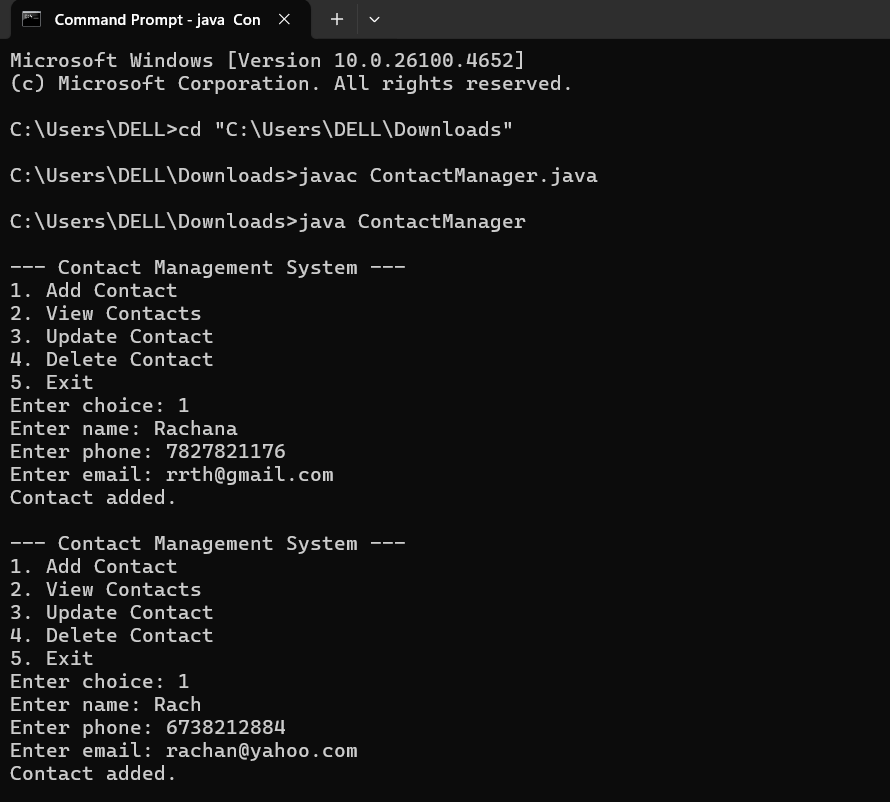 Command Prompt - java Con
Microsoft Windows [Version 10.0.26100.4652]
(c) Microsoft Corporation. All rights reserved.
C:\Users\DELL>cd "C:\Users\DELL\Downloads"
C:\Users\DELL\Downloads>javac ContactManager.java
C:\Users\DELL\Downloads>java ContactManager
--- Contact Management System ---
1. Add Contact
2. View Contacts
3. Update Contact
4. Delete Contact
5. Exit
Enter choice: 1
Enter name: Rachana
Enter phone: 7827821176
Enter email: rrth@gmail.com
Contact added.
--- Contact Management System ---
1. Add Contact
2. View Contacts
3. Update Contact
4. Delete Contact
5. Exit
Enter choice: 1
Enter name: Rach
Enter phone: 6738212884
Enter email: rachan@yahoo.com
Contact added.